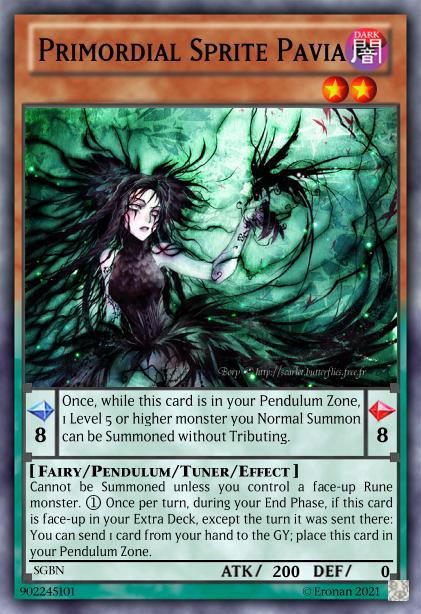 Primordial Sprite Pavia
DARK
闇
Bory © http://scarlet.butterflies.free.fr
Once, while this card is in your Pendulum Zone,
1 Level 5 or higher monster you Normal Summon
can be Summoned without Tributing.
8
8
[ Fairy/Pendulum/Tuner/Effect ]
Cannot be Summoned unless you control a face-up Rune
monster. ① Once per turn, during your End Phase, if this card
is face-up in your Extra Deck, except the turn it was sent there:
You can send 1 card from your hand to the GY; place this card in
your Pendulum Zone.
SGBN
ATK/ 200 DEF/ 0
902245101
© Eronan 2021